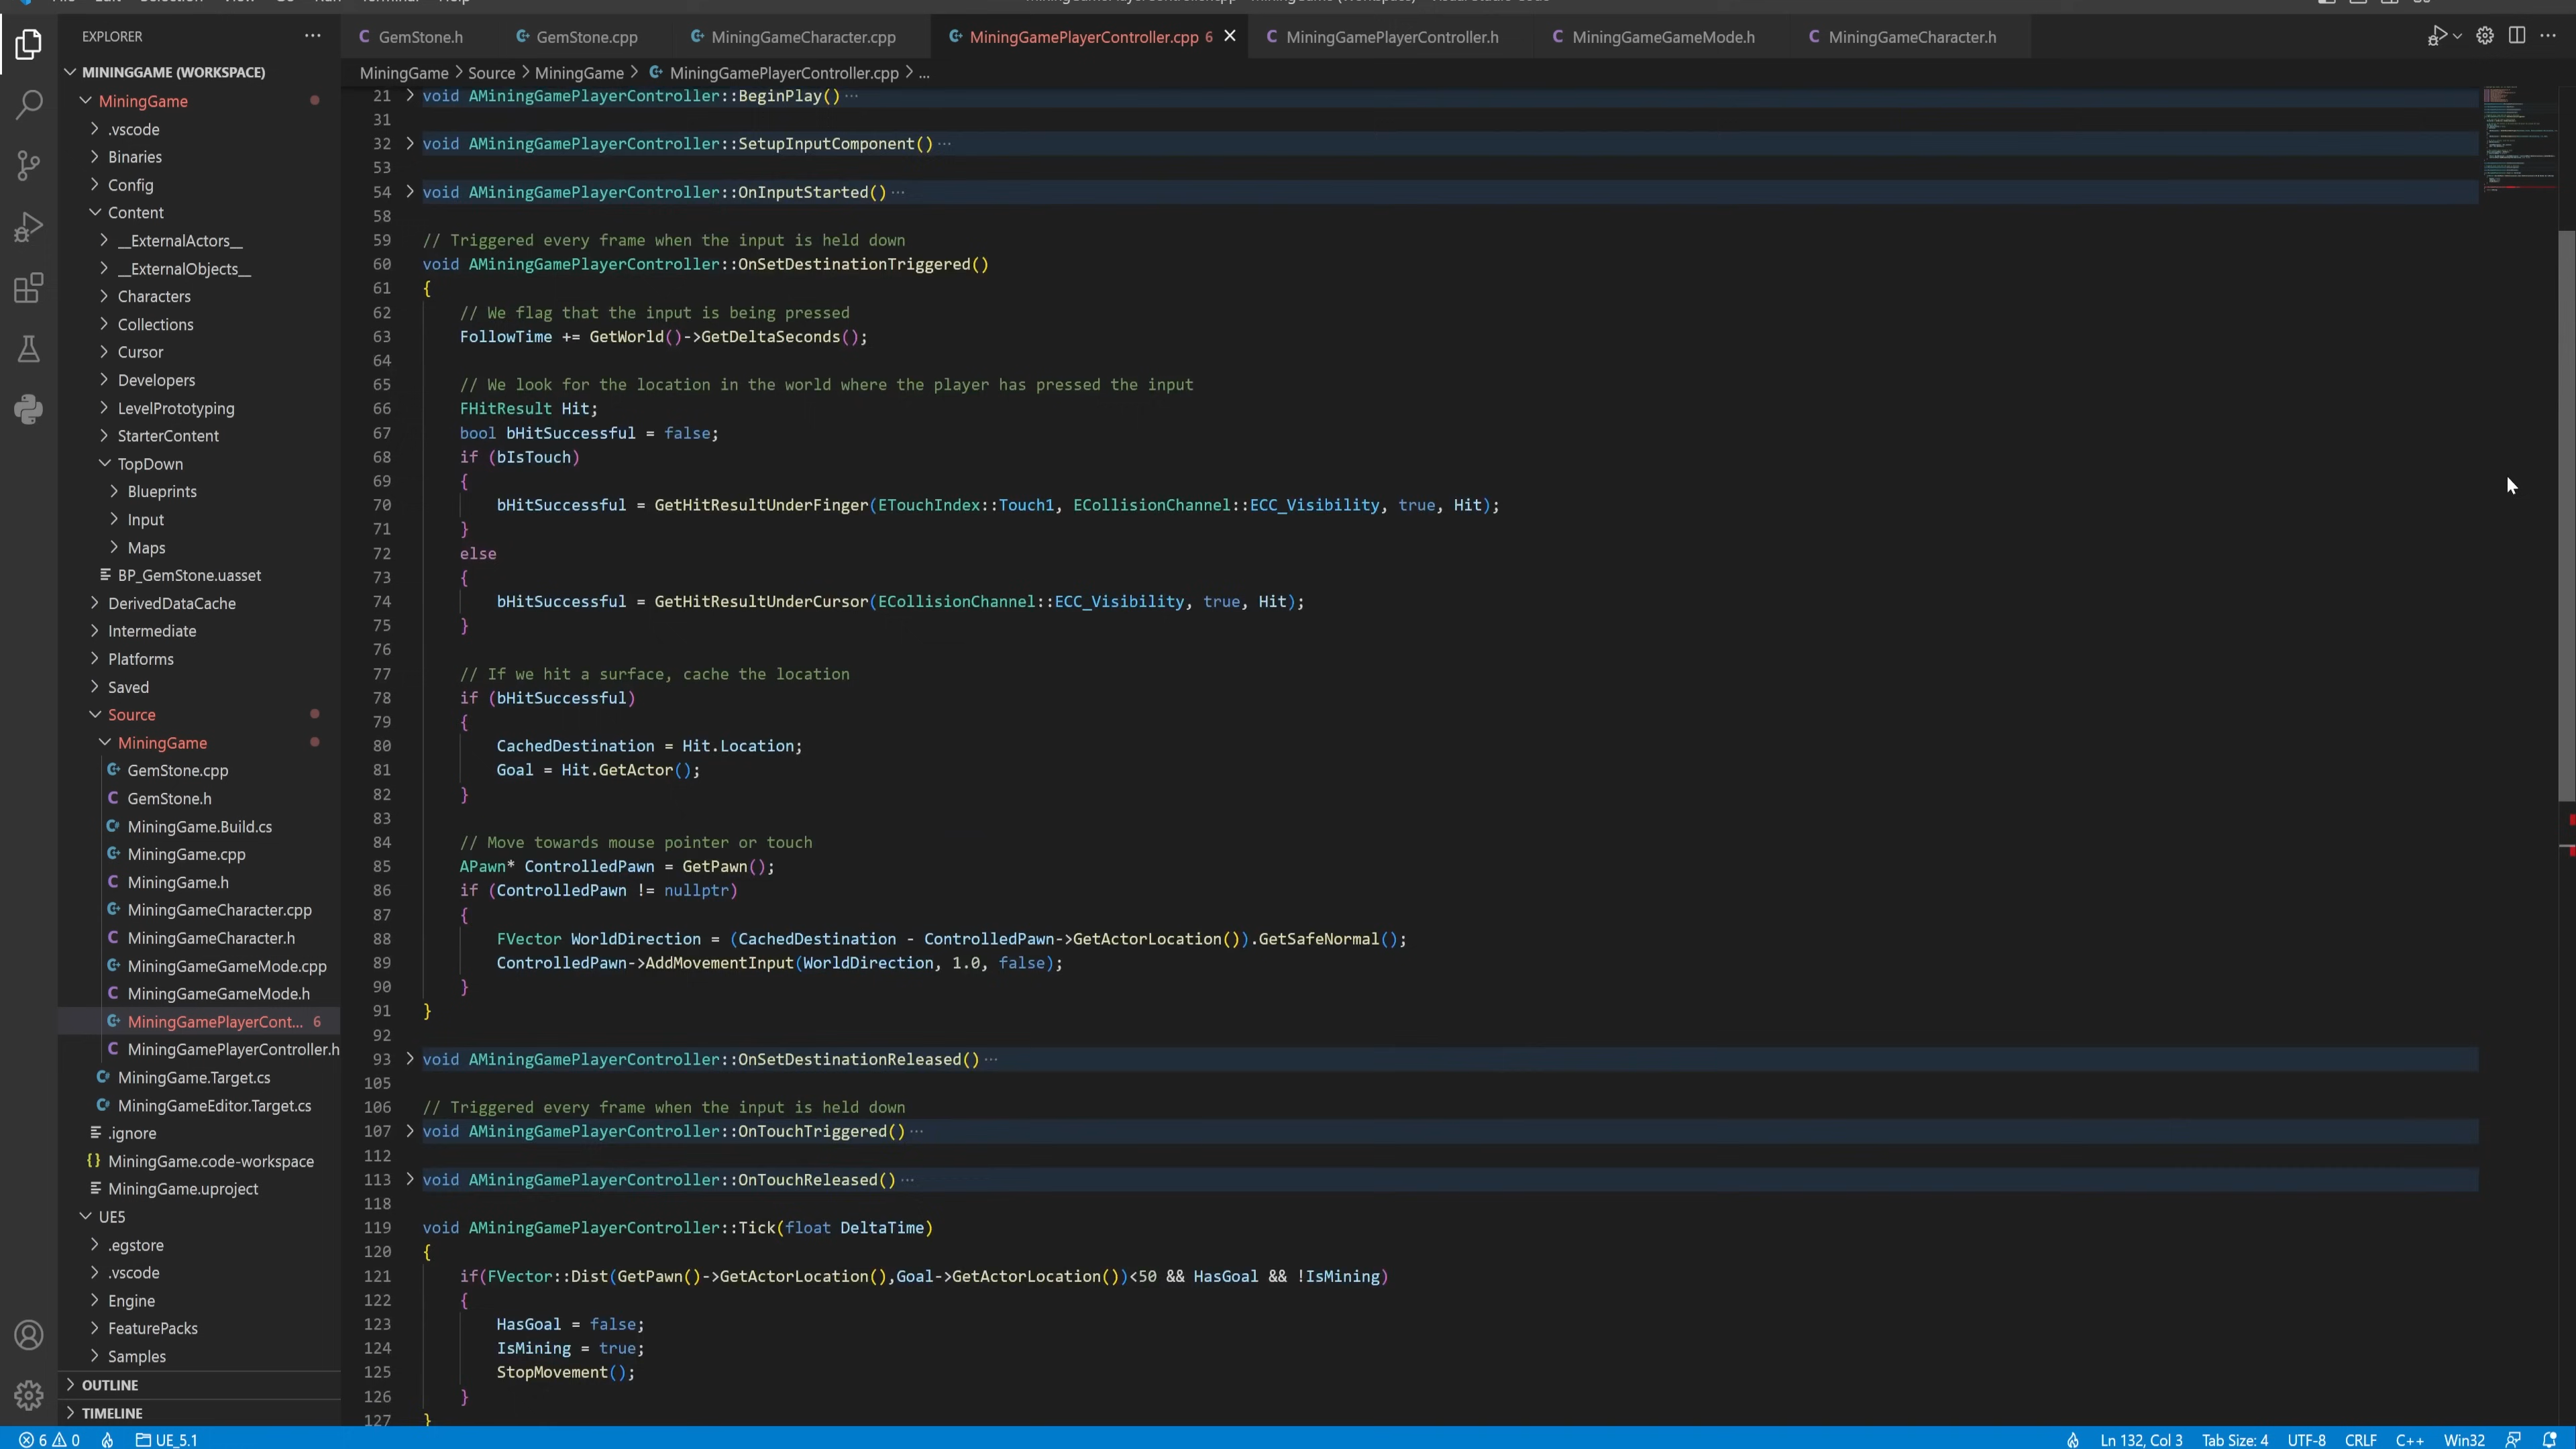 EXPLORER
MININGGAME (WORKSPACE)
MiningGame
.vscode
Binaries
Config
Content
__ExternalActors__
__ExternalObjects__
Characters
Collections
Cursor
Developers
LevelPrototyping
StarterContent
TopDown
Blueprints
Input
Maps
BP_GemStone.uasset
DerivedDataCache
Intermediate
Platforms
Saved
Source
MiningGame
GemStone.cpp
GemStone.h
MiningGame.Build.cs
MiningGame.cpp
MiningGame.h
MiningGameCharacter.cpp
MiningGameCharacter.h
MiningGameGameMode.cpp
MiningGameGameMode.h
MiningGamePlayerCont... 6
MiningGamePlayerController.h
MiningGame.Target.cs
MiningGameEditor.Target.cs
.ignore
MiningGame.code-workspace
MiningGame.uproject
UE5
.egstore
.vscode
Engine
FeaturePacks
Samples
OUTLINE
TIMELINE
GemStone.h GemStone.cpp MiningGameCharacter.cpp MiningGamePlayerController.cpp 6 MiningGamePlayerController.h MiningGameGameMode.h MiningGameCharacter.h
MiningGame > Source > MiningGame > MiningGamePlayerController.cpp > ...
21 void AMiningGamePlayerController::BeginPlay() ...
31
32 void AMiningGamePlayerController::SetupInputComponent() ...
53
54 void AMiningGamePlayerController::OnInputStarted() ...
58
59 // Triggered every frame when the input is held down
60 void AMiningGamePlayerController::OnSetDestinationTriggered()
61 {
62 // We flag that the input is being pressed
63 FollowTime += GetWorld()->GetDeltaSeconds();
64
65 // We look for the location in the world where the player has pressed the input
66 FHitResult Hit;
67 bool bHitSuccessful = false;
68 if (bIsTouch)
69 {
70 bHitSuccessful = GetHitResultUnderFinger(ETouchIndex::Touch1, ECollisionChannel::ECC_Visibility, true, Hit);
71 }
72 else
73 {
74 bHitSuccessful = GetHitResultUnderCursor(ECollisionChannel::ECC_Visibility, true, Hit);
75 }
76
77 // If we hit a surface, cache the location
78 if (bHitSuccessful)
79 {
80 CachedDestination = Hit.Location;
81 Goal = Hit.GetActor();
82 }
83
84 // Move towards mouse pointer or touch
85 APawn* ControlledPawn = GetPawn();
86 if (ControlledPawn != nullptr)
87 {
88 FVector WorldDirection = (CachedDestination - ControlledPawn->GetActorLocation()).GetSafeNormal();
89 ControlledPawn->AddMovementInput(WorldDirection, 1.0, false);
90 }
91 }
92
93 void AMiningGamePlayerController::OnSetDestinationReleased() ...
105
106 // Triggered every frame when the input is held down
107 void AMiningGamePlayerController::OnTouchTriggered() ...
112
113 void AMiningGamePlayerController::OnTouchReleased() ...
118
119 void AMiningGamePlayerController::Tick(float DeltaTime)
120 {
121 if(FVector::Dist(GetPawn()->GetActorLocation(),Goal->GetActorLocation())<50 && HasGoal && !IsMining)
122 {
123 HasGoal = false;
124 IsMining = true;
125 StopMovement();
126 }
127 }
6 0 UE_5.1 Ln 132, Col 3 Tab Size: 4 UTF-8 CRLF C++ Win32